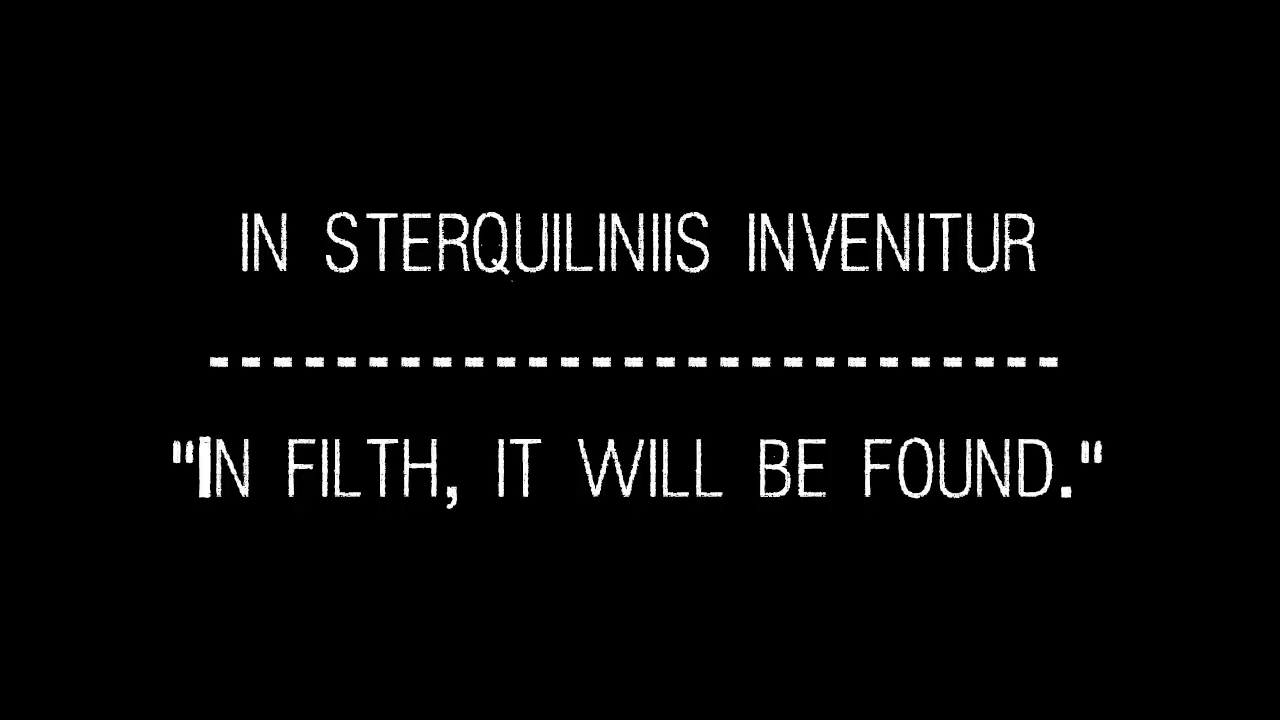 IN STERQUILINIIS INVENITUR
---------------------------
"IN FILTH, IT WILL BE FOUND."